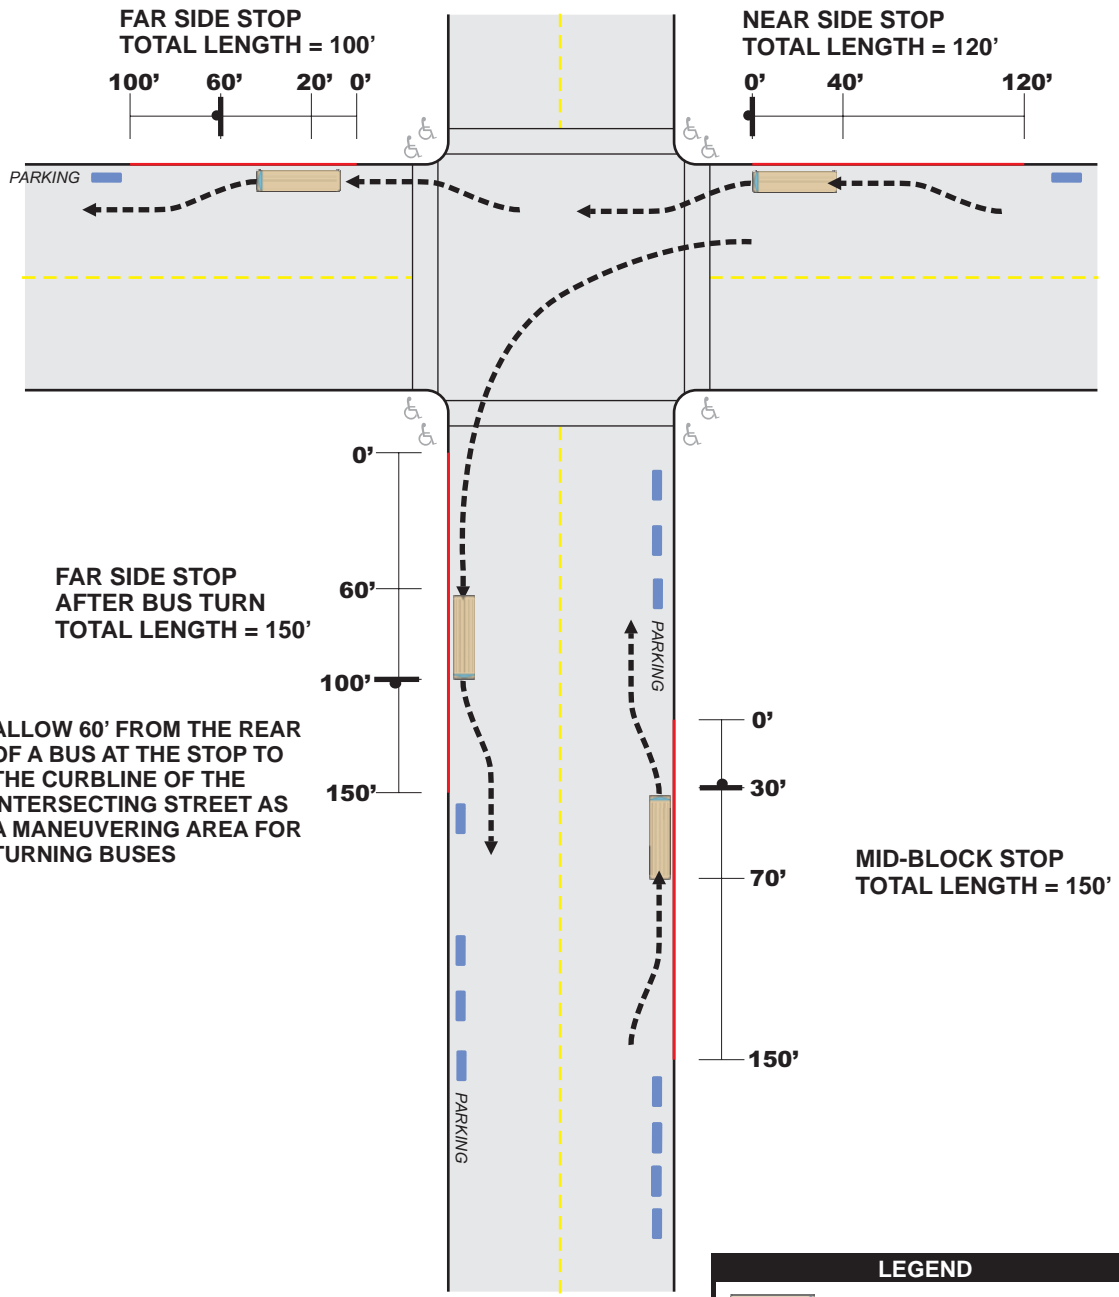 FAR SIDE STOP
TOTAL LENGTH = 100’
100’ 60’ 20’ 0’
NEAR SIDE STOP
TOTAL LENGTH = 120’
0’ 40’ 120’
PARKING
0’
60’
100’
150’
FAR SIDE STOP
AFTER BUS TURN
TOTAL LENGTH = 150’
ALLOW 60’ FROM THE REAR
OF A BUS AT THE STOP TO
THE CURBLINE OF THE
INTERSECTING STREET AS
A MANEUVERING AREA FOR
TURNING BUSES
PARKING
0’
30’
70’
150’
MID-BLOCK STOP
TOTAL LENGTH = 150’
PARKING
LEGEND